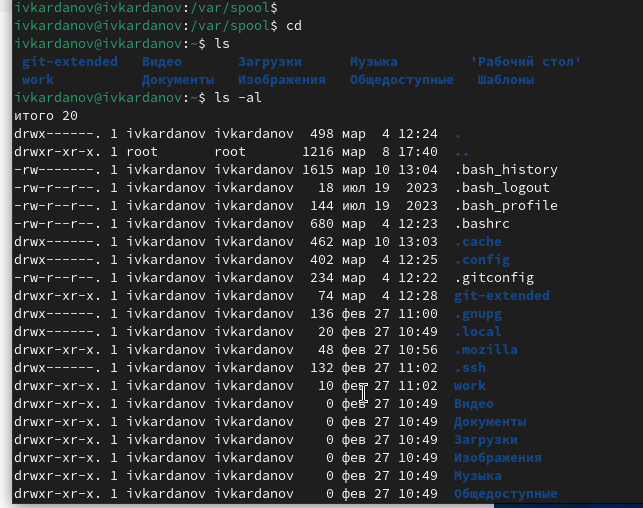 ivkardanov@ivkardanov:/var/spool$
ivkardanov@ivkardanov:/var/spool$ cd
ivkardanov@ivkardanov:~$ ls
git-extended Видео Загрузки Музыка 'Рабочий стол'
work Документы Изображения Общедоступные Шаблоны
ivkardanov@ivkardanov:~$ ls -al
итого 20
drwx------. 1 ivkardanov ivkardanov 498 мар 4 12:24 .
drwxr-xr-x. 1 root root 1216 мар 8 17:40 ..
-rw-------. 1 ivkardanov ivkardanov 1615 мар 10 13:04 .bash_history
-rw-r--r--. 1 ivkardanov ivkardanov 18 июл 19 2023 .bash_logout
-rw-r--r--. 1 ivkardanov ivkardanov 144 июл 19 2023 .bash_profile
-rw-r--r--. 1 ivkardanov ivkardanov 680 мар 4 12:23 .bashrc
drwx------. 1 ivkardanov ivkardanov 462 мар 10 13:03 .cache
drwx------. 1 ivkardanov ivkardanov 402 мар 4 12:25 .config
-rw-r--r--. 1 ivkardanov ivkardanov 234 мар 4 12:22 .gitconfig
drwxr-xr-x. 1 ivkardanov ivkardanov 74 мар 4 12:28 git-extended
drwx------. 1 ivkardanov ivkardanov 136 фев 27 11:00 .gnupg
drwx------. 1 ivkardanov ivkardanov 20 фев 27 10:49 .local
drwxr-xr-x. 1 ivkardanov ivkardanov 48 фев 27 10:56 .mozilla
drwx------. 1 ivkardanov ivkardanov 132 фев 27 11:02 .ssh
drwxr-xr-x. 1 ivkardanov ivkardanov 10 фев 27 11:02 work
drwxr-xr-x. 1 ivkardanov ivkardanov 0 фев 27 10:49 Видео
drwxr-xr-x. 1 ivkardanov ivkardanov 0 фев 27 10:49 Документы
drwxr-xr-x. 1 ivkardanov ivkardanov 0 фев 27 10:49 Загрузки
drwxr-xr-x. 1 ivkardanov ivkardanov 0 фев 27 10:49 Изображения
drwxr-xr-x. 1 ivkardanov ivkardanov 0 фев 27 10:49 Музыка
drwxr-xr-x. 1 ivkardanov ivkardanov 0 фев 27 10:49 Общедоступные